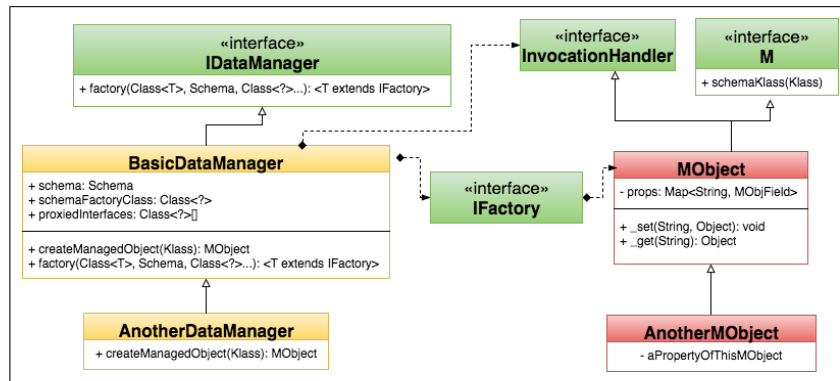 «interface»
IDataManager
+ factory(Class<T>, Schema, Class<?>...): <T extends IFactory>
«interface»
InvocationHandler
«interface»
M
+ schemaKlass(Klass)
BasicDataManager
+ schema: Schema
+ schemaFactoryClass: Class<?>
+ proxiedInterfaces: Class<?>[]
+ createManagedObject(Klass): MObject
+ factory(Class<T>, Schema, Class<?>...): <T extends IFactory>
«interface»
IFactory
MObject
- props: Map<String, MObjField>
+ _set(String, Object): void
+ _get(String): Object
AnotherDataManager
+ createManagedObject(Klass): MObject
AnotherMObject
- aPropertyOfThisMObject